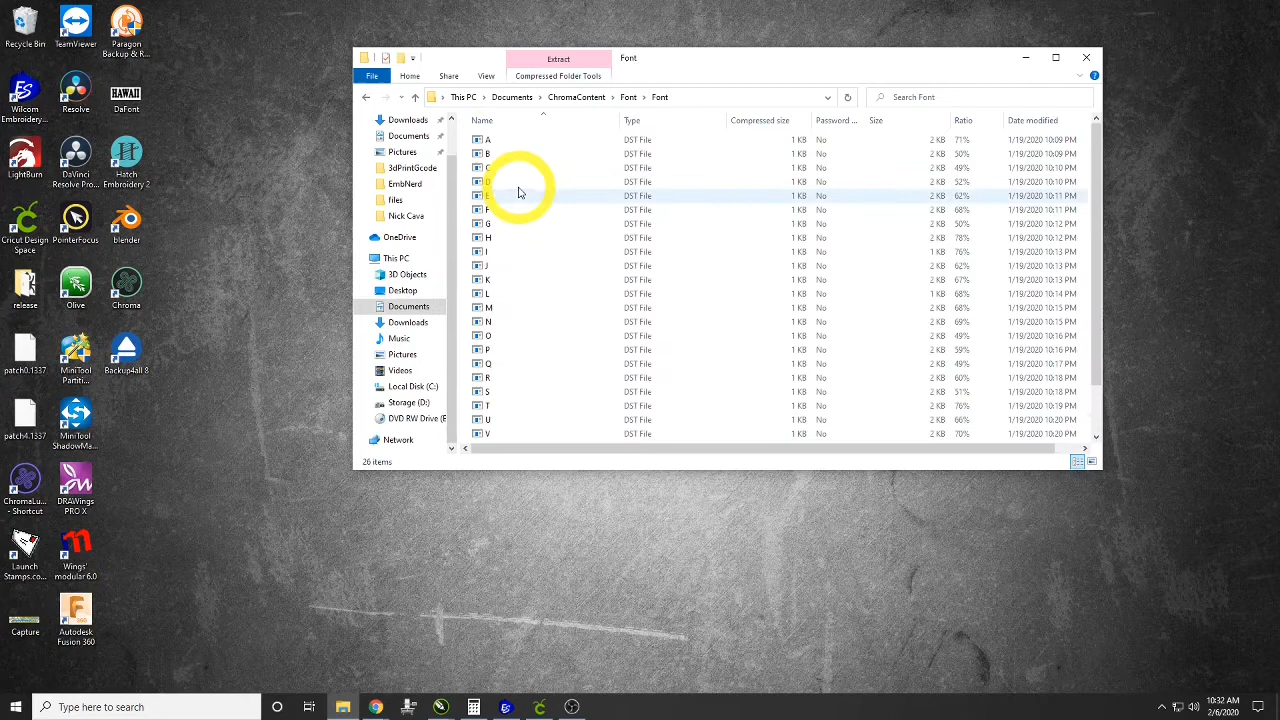 Recycle Bin
TeamViewer
Paragon
Backup & R...
Wilcom
Embroidery...
Resolve
HAWAII
DaFont
LightBurn
DaVinci
Resolve Pro...
Hatch
Embroidery 2
Cricut Design
Space
PointerFocus
Blender
release
Olive
Chroma
patch0.1337
MiniTool
Partiti...
Backup4all 8
patch4.1337
MiniTool
ShadowMa...
ChromaLu...
- Shortcut
DRAWings
PRO X
Launch
Stamps.co...
Wings'
modular 6.0
Capture
Autodesk
Fusion 360
Extract
Font
File
Home
Share
View
Compressed Folder Tools
This PC > Documents > ChromaContent > Font > Font
Search Font
Downloads
Documents
Pictures
3dPrintGcode
EmbNerd
files
Nick Cava
OneDrive
This PC
3D Objects
Desktop
Documents
Downloads
Music
Pictures
Videos
Local Disk (C:)
Storage (D:)
DVD RW Drive (E
Network
Name Type Compressed size Password ... Size Ratio Date modified
A DST File 1 KB No 2 KB 71% 1/19/2020 10:09 PM
B DST File 1 KB No 2 KB 50% 1/19/2020 10:09 PM
C DST File 1 KB No 2 KB 49% 1/19/2020 10:10 PM
D DST File 1 KB No 2 KB 52% 1/19/2020 10:10 PM
E DST File 1 KB No 2 KB 62% 1/19/2020 10:11 PM
F DST File 1 KB No 2 KB 68% 1/19/2020 10:11 PM
G DST File 1 KB No 2 KB 50% 1/19/2020 10:12 PM
H DST File 1 KB No 2 KB 78% 1/19/2020 10:12 PM
I DST File 1 KB No 1 KB 76% 1/19/2020 10:13 PM
J DST File 1 KB No 2 KB 62% 1/19/2020 10:13 PM
K DST File 1 KB No 2 KB 67% 1/19/2020 10:13 PM
L DST File 1 KB No 1 KB 68% 1/19/2020 10:14 PM
M DST File 1 KB No 2 KB 68% 1/19/2020 10:15 PM
N DST File 1 KB No 2 KB 69% 1/19/2020 10:15 PM
O DST File 1 KB No 2 KB 49% 1/19/2020 10:16 PM
P DST File 1 KB No 2 KB 59% 1/19/2020 10:16 PM
Q DST File 1 KB No 2 KB 49% 1/19/2020 10:17 PM
R DST File 1 KB No 2 KB 60% 1/19/2020 10:18 PM
S DST File 1 KB No 2 KB 51% 1/19/2020 10:18 PM
T DST File 1 KB No 2 KB 76% 1/19/2020 10:19 PM
U DST File 1 KB No 2 KB 66% 1/19/2020 10:20 PM
V DST File 1 KB No 2 KB 70% 1/19/2020 10:20 PM
26 items
Type here to search
10:32 AM
2/6/2020